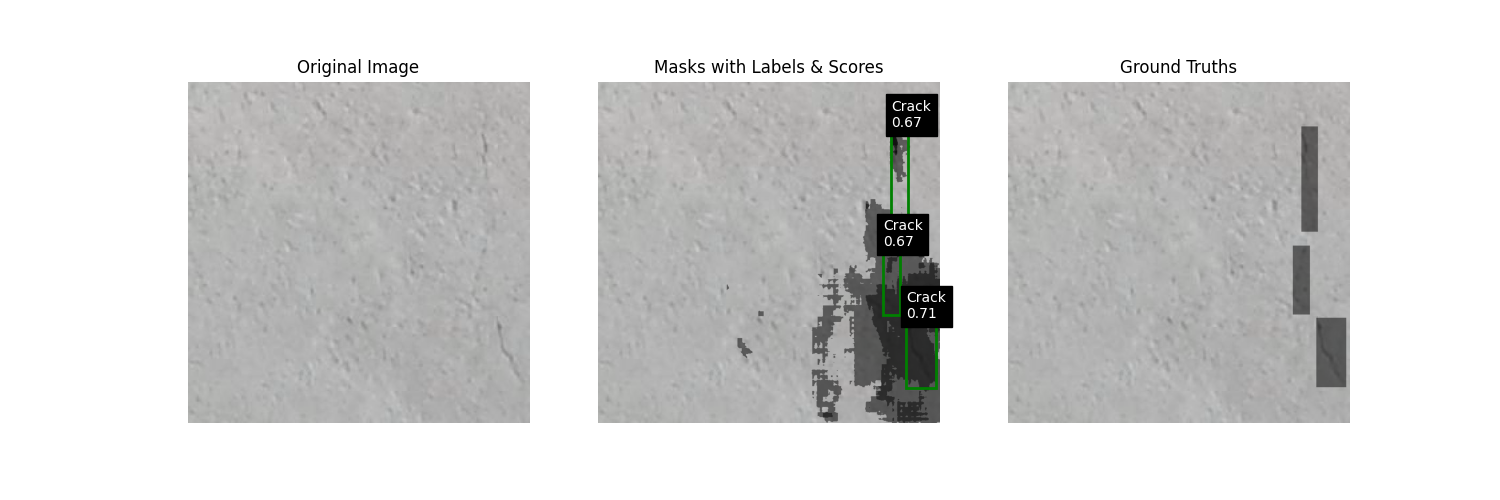 Original Image
Masks with Labels & Scores
Ground Truths
Crack
0.67
Crack
0.67
Crack
0.71